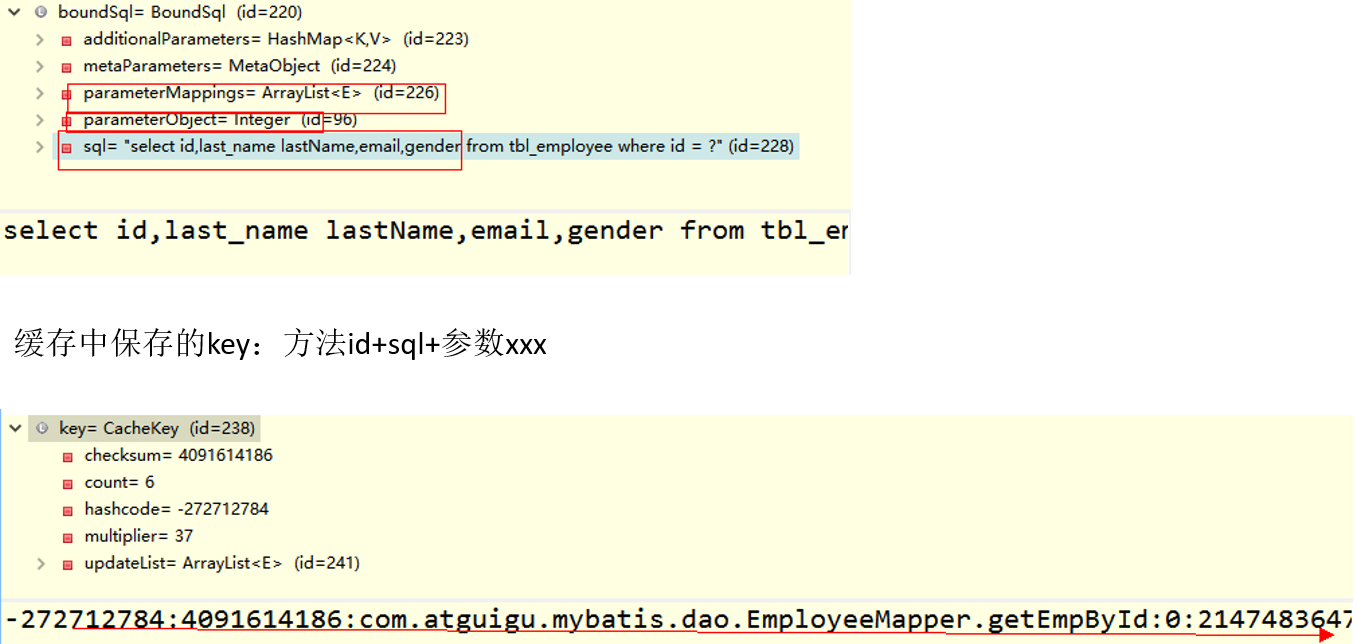 boundSql= BoundSql (id=220)
additionalParameters= HashMap<K,V> (id=223)
metaParameters= MetaObject (id=224)
parameterMappings= ArrayList<E> (id=226)
parameterObject= Integer (id=96)
sql= "select id,last_name lastName,email,gender from tbl_employee where id = ?" (id=228)
select id,last_name lastName,email,gender from tbl_em
缓存中保存的key：方法id+sql+参数xxx
key= CacheKey (id=238)
checksum= 4091614186
count= 6
hashcode= -272712784
multiplier= 37
updateList= ArrayList<E> (id=241)
-272712784:4091614186:com.atguigu.mybatis.dao.EmployeeMapper.getEmpById:0:2147483647